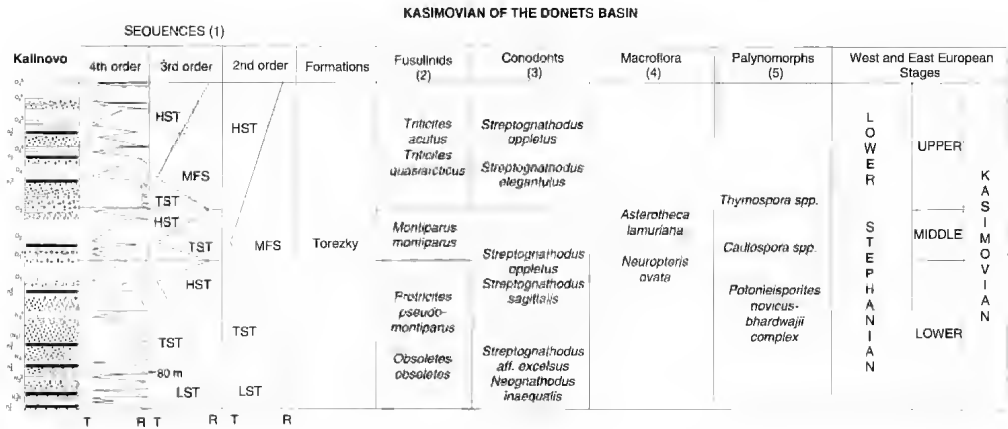 KASIMOVIAN OF THE DONETS BASIN
SEQUENCES (1)
Kalinovo
4th order
3rd order
2nd order
Formations
Fusulinids
(2)
Conodonts
(3)
Macroflora
(4)
Palynomorphs
(5)
West and East European
Stages
HST
MFS
TST
HST
TST
HST
TST
80 m
LST
HST
MFS
TST
LST
Torezky
Triticites
acutus
Triticites
quasiarcticus
Montiparus
montiparus
Protricites
pseudo-
montiparus
Obsoletes
obsoletes
Streptognathodus
oppletus
Streptognathodus
elegantulus
Streptognathodus
oppletus
Streptognathodus
sagittalis
Streptognathodus
aff. excelsus
Neognathodus
inaequalis
Asterotheca
lamuriana
Neuropteris
ovata
Thymospora spp.
Cadiospora spp.
Potonieisporites
novicus-
bhardwajii
complex
LOWER STEPHANIAN
UPPER
MIDDLE
LOWER
KASIMOVIAN
T R T R T R